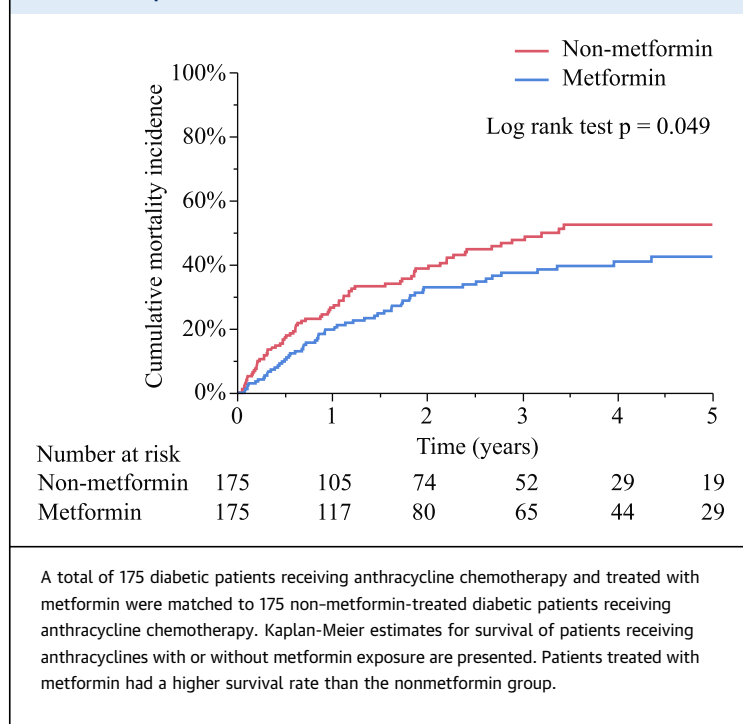 Non-metformin
Metformin
Log rank test p = 0.049
Cumulative mortality incidence
100%
80%
60%
40%
20%
0%
0 1 2 3 4 5
Time (years)
Number at risk
Non-metformin 175 105 74 52 29 19
Metformin 175 117 80 65 44 29
A total of 175 diabetic patients receiving anthracycline chemotherapy and treated with
metformin were matched to 175 non-metformin-treated diabetic patients receiving
anthracycline chemotherapy. Kaplan-Meier estimates for survival of patients receiving
anthracyclines with or without metformin exposure are presented. Patients treated with
metformin had a higher survival rate than the nonmetformin group.